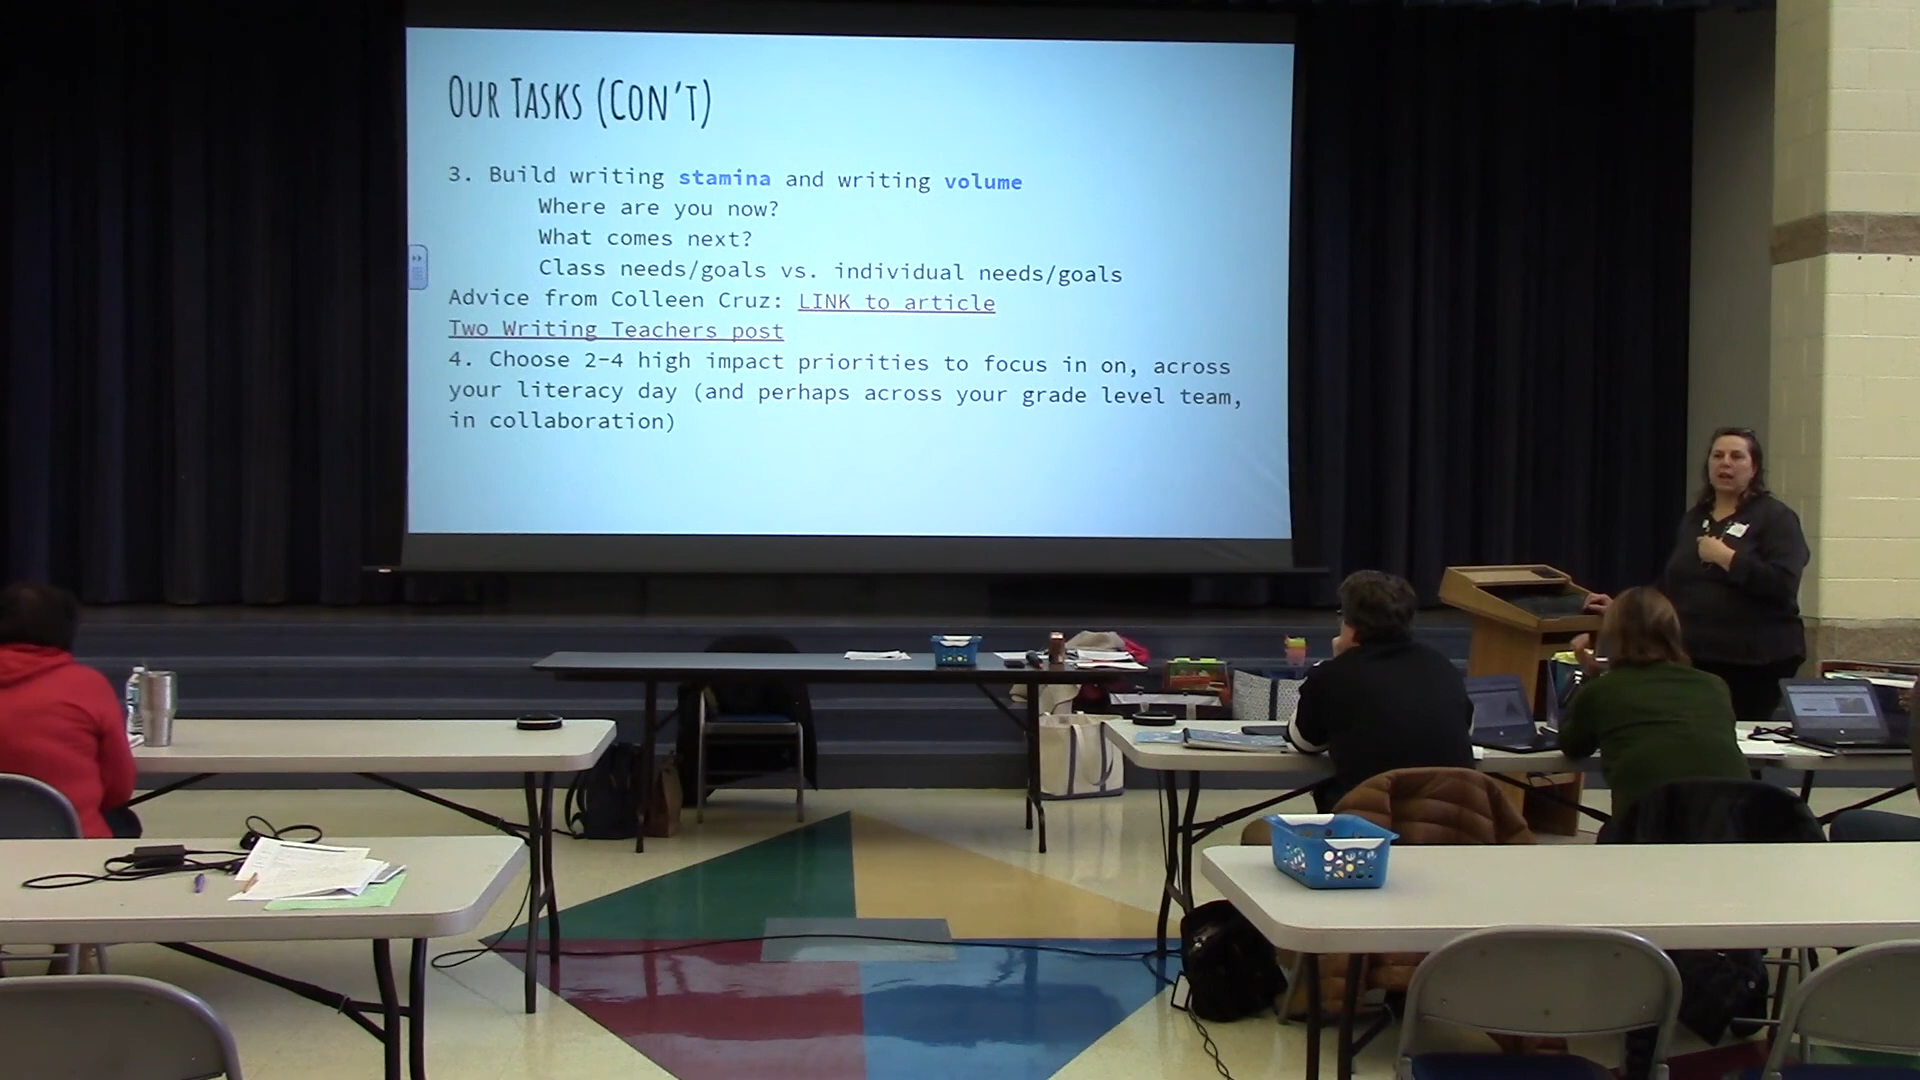 OUR TASKS (CON'T)
3. Build writing stamina and writing volume
Where are you now?
What comes next?
Class needs/goals vs. individual needs/goals
Advice from Colleen Cruz: LINK to article
Two Writing Teachers post
4. Choose 2-4 high impact priorities to focus in on, across
your literacy day (and perhaps across your grade level team,
in collaboration)